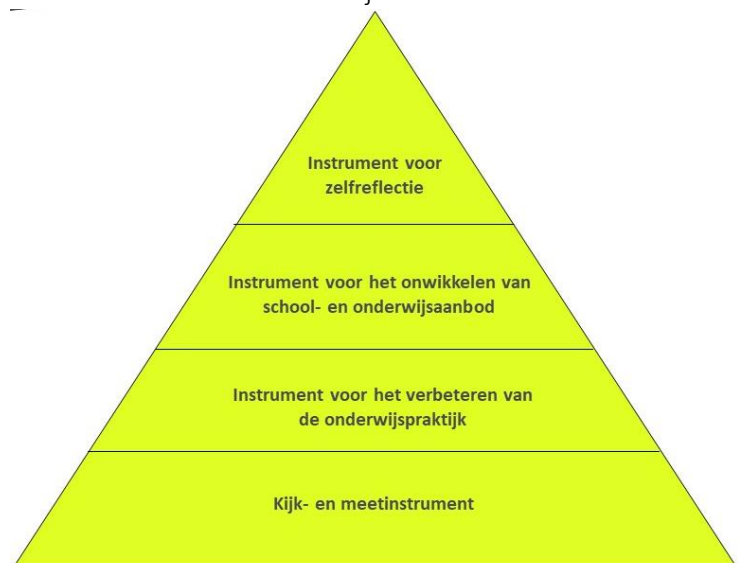 Instrument voor
zelfreflectie
Instrument voor het onwikkelen van
school- en onderwijsaanbod
Instrument voor het verbeteren van
de onderwijspraktijk
Kijk- en meetinstrument